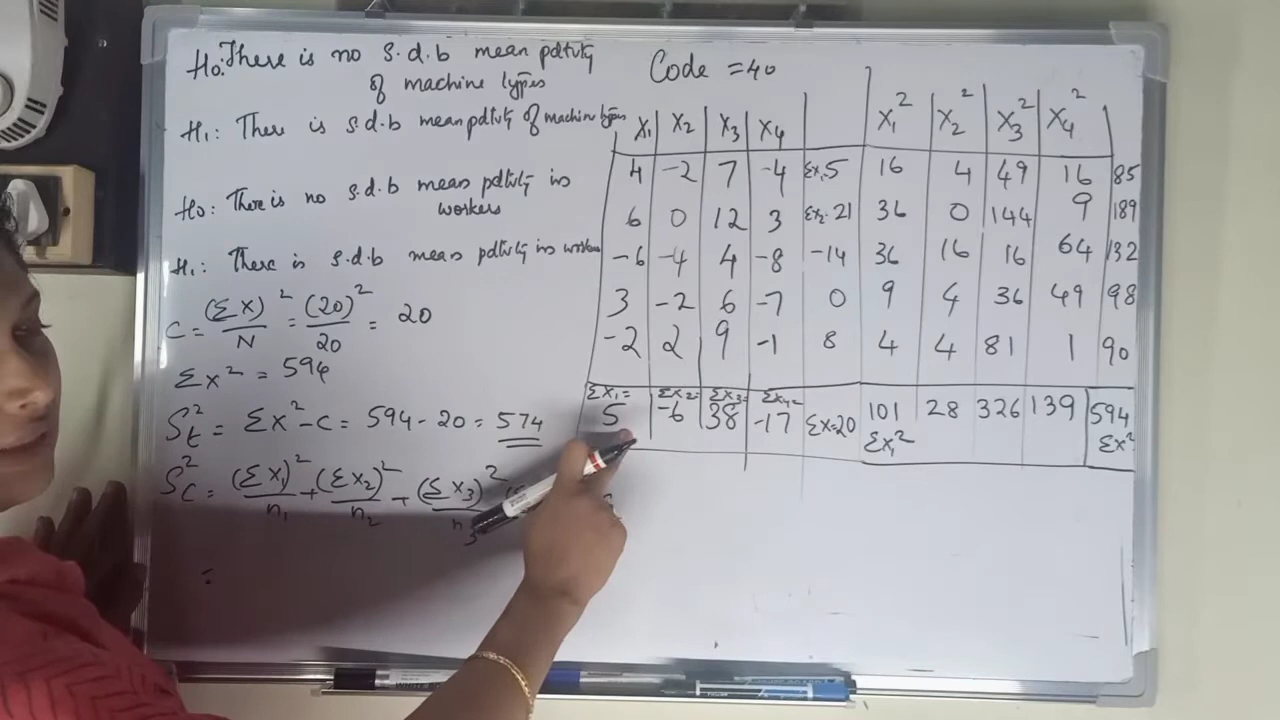 H₀: There is no s.d.b mean pdtvty
of machine types
H₁: There is s.d.b mean pdtvty of machine types
H₀: There is no s.d.b mean pdtvty in
workers
H₁: There is s.d.b mean pdtvty in workers
C = (ΣX)²/N = (20)²/20 = 20
Σx² = 594
S²t = Σx² - C = 594 - 20 = 574
S²c = (Σx₁)²/n₁ + (Σx₂)²/n₂ + (Σx₃)²/n₃
=
Code = 40
X₁ X₂ X₃ X₄ X₁² X₂² X₃² X₄²
4 -2 7 -4 Σx₁5 16 4 49 16 85
6 0 12 3 Σx₂-21 36 0 144 9 189
-6 -4 4 -8 -14 36 16 16 64 132
3 -2 6 -7 0 9 4 36 49 98
-2 2 9 -1 8 4 4 81 1 90
Σx₁= Σx₂= Σx₃= Σx₄=
5 -6 38 -17 Σx=20 101 28 326 139 594
Σx₁² Σx²